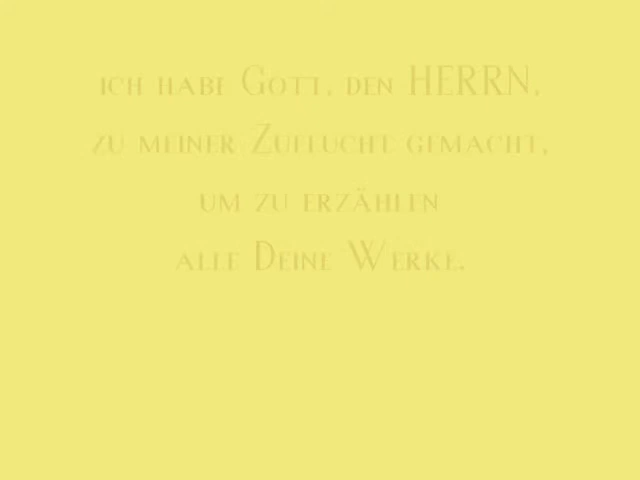 ich habe Gott, den HERRN,
zu meiner Zuflucht gemacht,
um zu erzählen
alle Deine Werke.